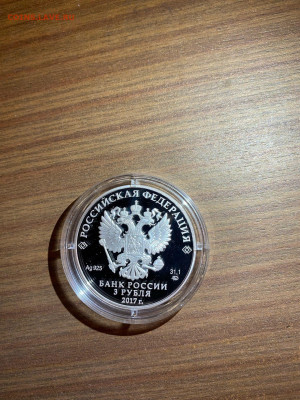 РОССИЙСКАЯ ФЕДЕРАЦИЯ
Ag 925
31,1
БАНК РОССИИ
3 РУБЛЯ
2017 г.